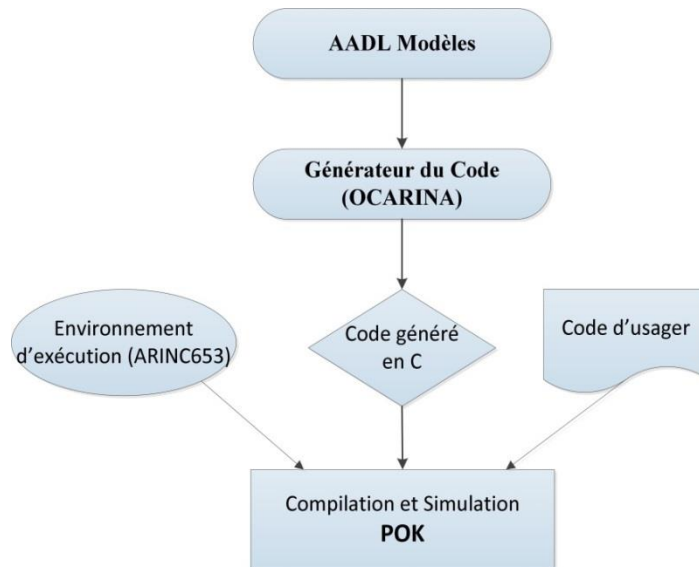 AADL Modèles
Générateur du Code
(OCARINA)
Environnement
d'exécution (ARINC653)
Code généré
en C
Code d'usager
Compilation et Simulation
POK